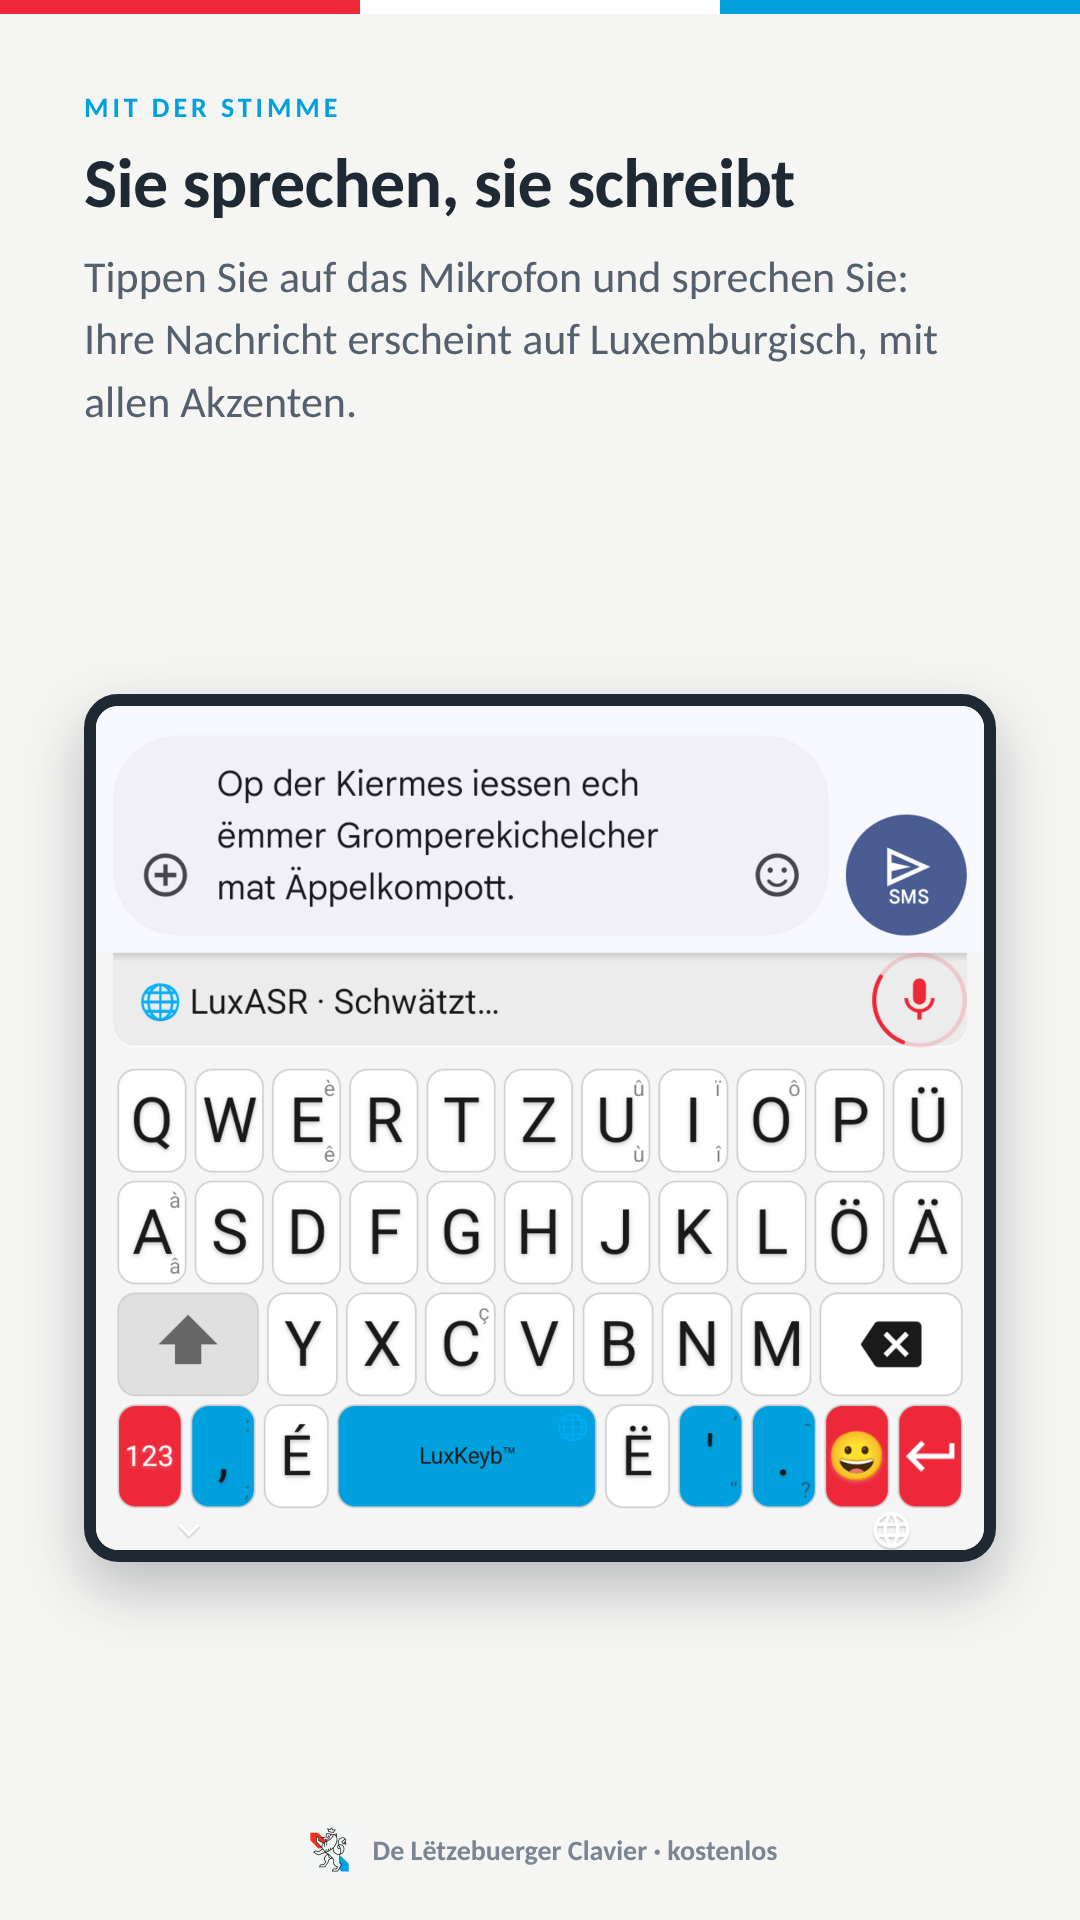 MIT DER STIMME
Sie sprechen, sie schreibt
Tippen Sie auf das Mikrofon und sprechen Sie:
Ihre Nachricht erscheint auf Luxemburgisch, mit
allen Akzenten.
Op der Kiermes iessen ech
ëmmer Gromperekichelcher
mat Äppelkompott.
SMS
LuxASR · Schwätzt...
Q W E è ê R T Z U û ù I ï î O ô P Ü
A à â S D F G H J K L Ö Ä
Y X C ç V B N M
123 , : ; É LuxKeyb™ Ë ' ' " . - ?
De Lëtzebuerger Clavier · kostenlos